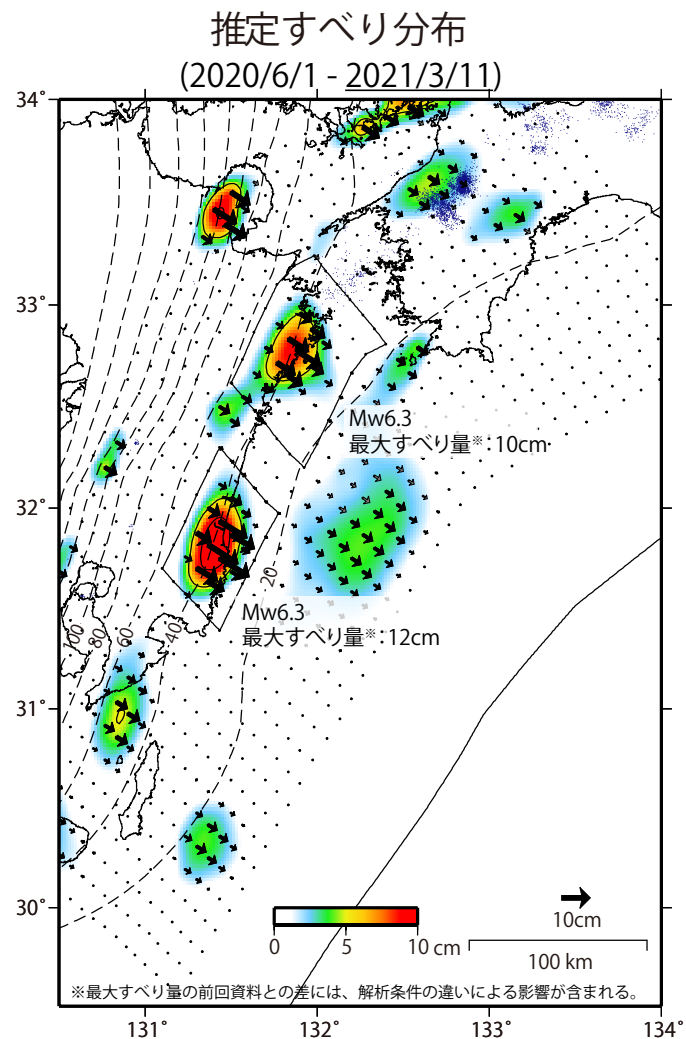 推定すべり分布
(2020/6/1 - 2021/3/11)
34˚
33˚
Mw6.3
最大すべり量※：10cm
32˚
20
Mw6.3
最大すべり量※：12cm
100
80
60
40
31˚
30˚
0
5
10 cm
10cm
100 km
※最大すべり量の前回資料との差には、解析条件の違いによる影響が含まれる。
131˚
132˚
133˚
134˚